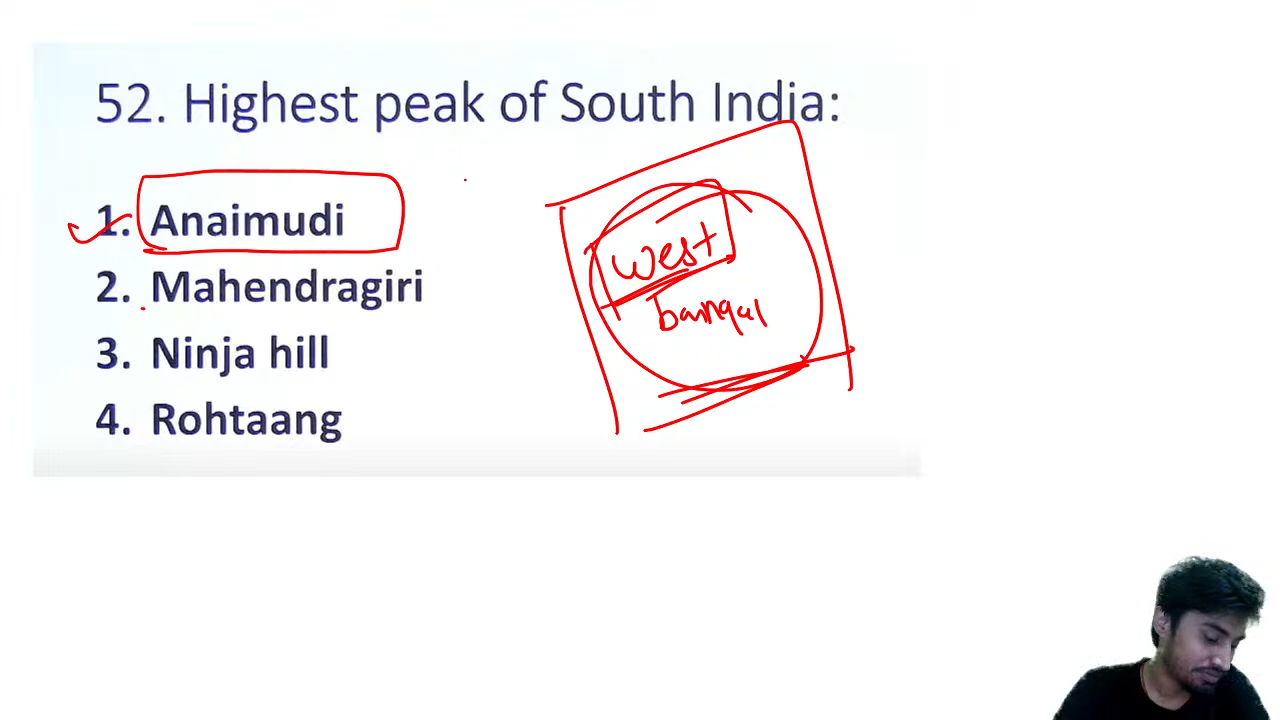 52. Highest peak of South India:
1. Anaimudi
2. Mahendragiri
3. Ninja hill
4. Rohtaang
west
bangal